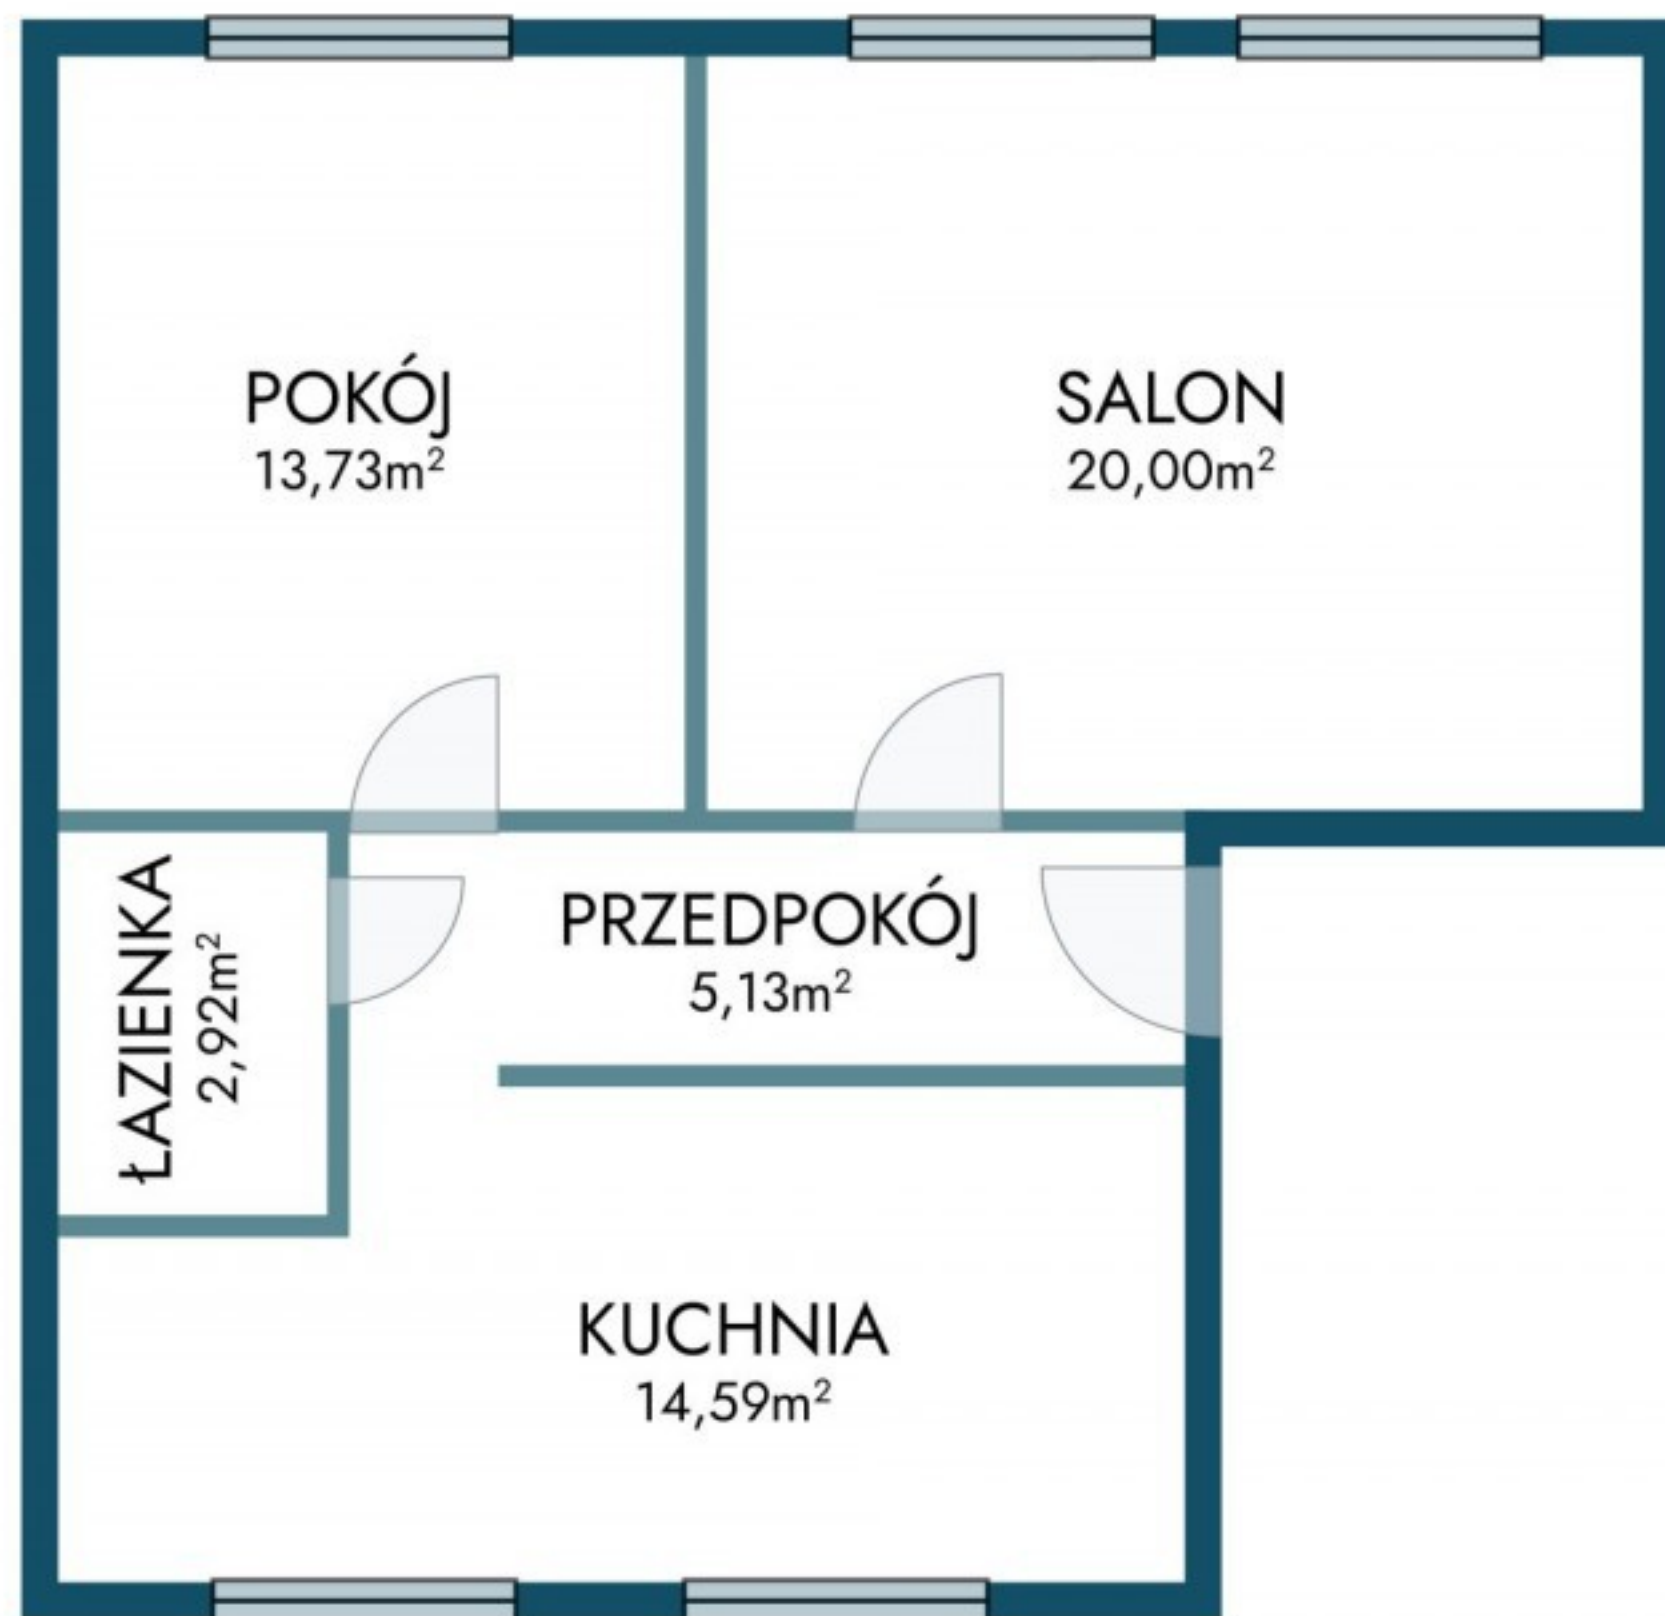 POKÓJ
13,73m²
SALON
20,00m²
ŁAZIENKA
2,92m²
PRZEDPOKÓJ
5,13m²
KUCHNIA
14,59m²